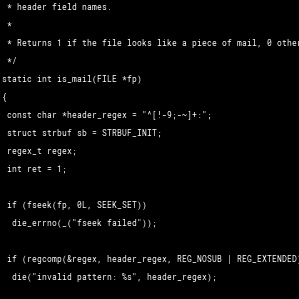 * header field names.
*
* Returns 1 if the file looks like a piece of mail, 0 other
*/
static int is_mail(FILE *fp)
{
const char *header_regex = "^[!-9;-~]+:";
struct strbuf sb = STRBUF_INIT;
regex_t regex;
int ret = 1;
if (fseek(fp, 0L, SEEK_SET))
die_errno(_("fseek failed"));
if (regcomp(&regex, header_regex, REG_NOSUB | REG_EXTENDED)
die("invalid pattern: %s", header_regex);